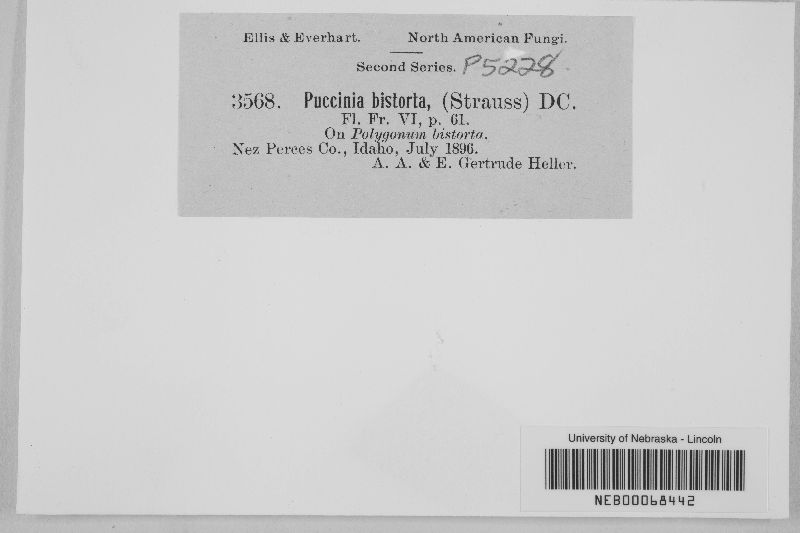 Ellis & Everhart. North American Fungi.
Second Series. P5228
3568. Puccinia bistorta, (Strauss) DC.
Fl. Fr. VI, p. 61.
On Polygonum bistorta.
Nez Perces Co., Idaho, July 1896.
A. A. & E. Gertrude Heller.
University of Nebraska - Lincoln
NEB00068442